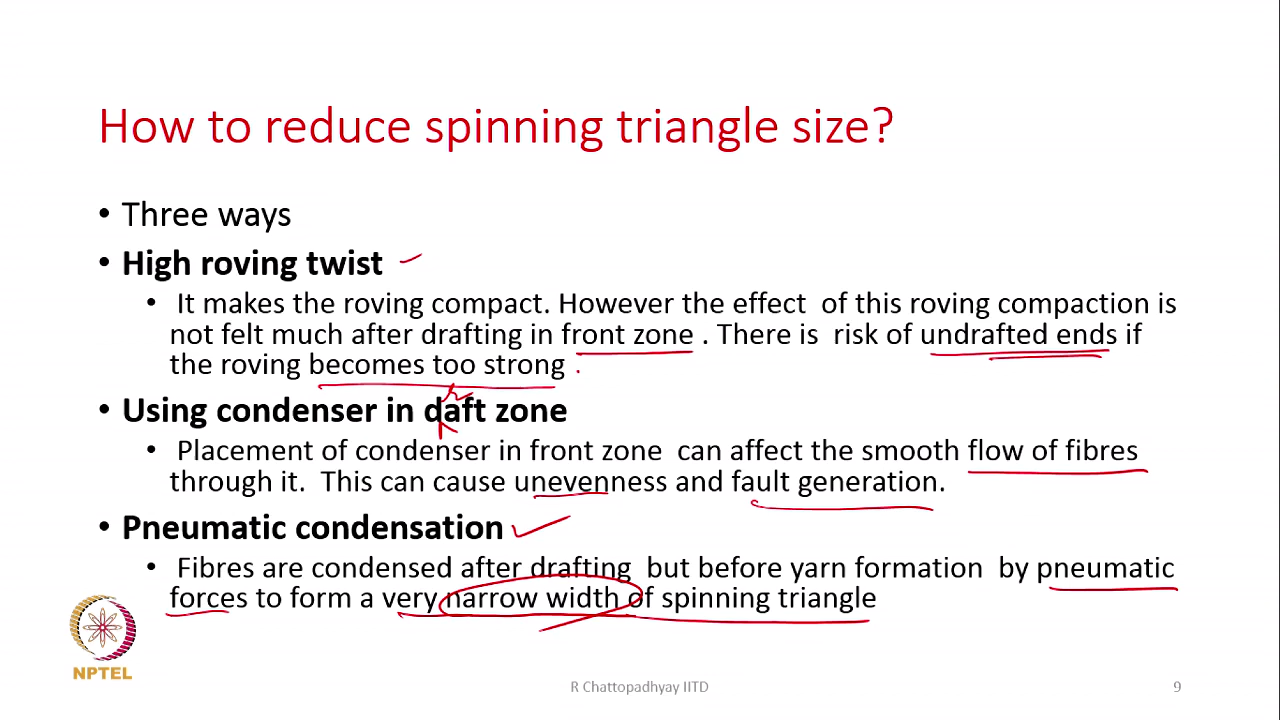 How to reduce spinning triangle size?
• Three ways
• High roving twist
• It makes the roving compact. However the effect of this roving compaction is
not felt much after drafting in front zone . There is risk of undrafted ends if
the roving becomes too strong .
r
• Using condenser in daft zone
• Placement of condenser in front zone can affect the smooth flow of fibres
through it. This can cause unevenness and fault generation.
• Pneumatic condensation
• Fibres are condensed after drafting but before yarn formation by pneumatic
forces to form a very narrow width of spinning triangle
NPTEL
R Chattopadhyay IITD
9